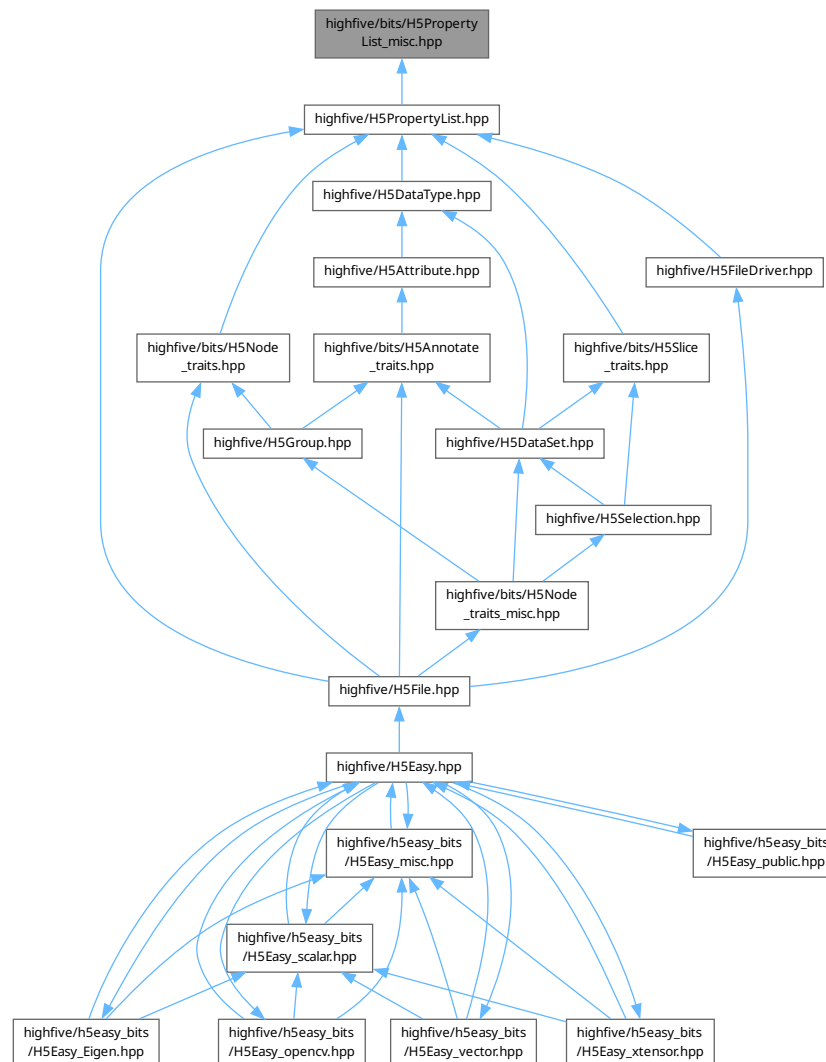 highfive/bits/H5Property
List_misc.hpp
highfive/H5PropertyList.hpp
highfive/H5DataType.hpp
highfive/H5Attribute.hpp
highfive/H5FileDriver.hpp
highfive/bits/H5Node
_traits.hpp
highfive/bits/H5Annotate
_traits.hpp
highfive/bits/H5Slice
_traits.hpp
highfive/H5Group.hpp
highfive/H5DataSet.hpp
highfive/H5Selection.hpp
highfive/bits/H5Node
_traits_misc.hpp
highfive/H5File.hpp
highfive/H5Easy.hpp
highfive/h5easy_bits
/H5Easy_misc.hpp
highfive/h5easy_bits
/H5Easy_public.hpp
highfive/h5easy_bits
/H5Easy_scalar.hpp
highfive/h5easy_bits
/H5Easy_Eigen.hpp
highfive/h5easy_bits
/H5Easy_opencv.hpp
highfive/h5easy_bits
/H5Easy_vector.hpp
highfive/h5easy_bits
/H5Easy_xtensor.hpp